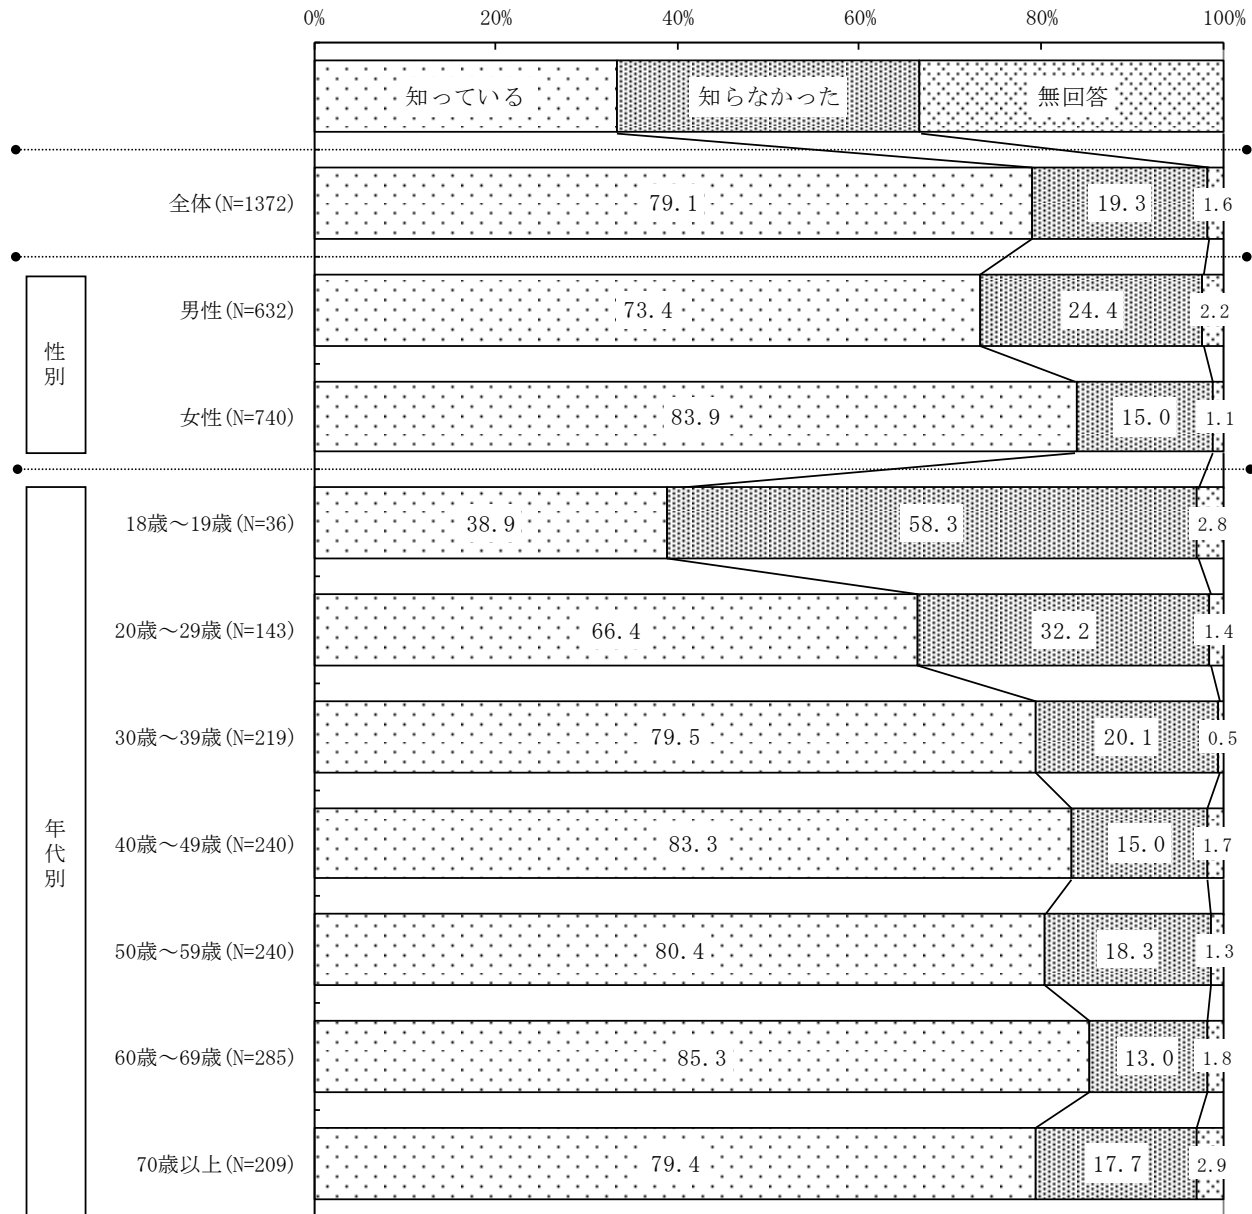 0% 20% 40% 60% 80% 100%
知っている 知らなかった 無回答
全体(N=1372) 79.1 19.3 1.6
性別
男性(N=632) 73.4 24.4 2.2
女性(N=740) 83.9 15.0 1.1
年代別
18歳～19歳(N=36) 38.9 58.3 2.8
20歳～29歳(N=143) 66.4 32.2 1.4
30歳～39歳(N=219) 79.5 20.1 0.5
40歳～49歳(N=240) 83.3 15.0 1.7
50歳～59歳(N=240) 80.4 18.3 1.3
60歳～69歳(N=285) 85.3 13.0 1.8
70歳以上(N=209) 79.4 17.7 2.9